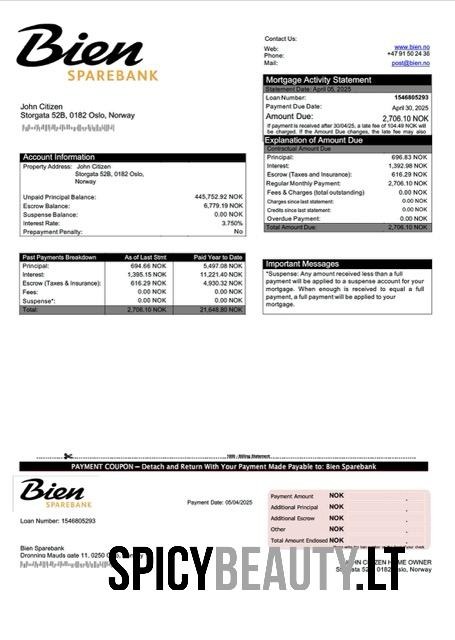 Bien
SPAREBANK
Contact Us:
Web: www.bien.no
Phone: +47 91 50 24 36
Mail: post@bien.no
John Citizen
Storgata 52B, 0182 Oslo, Norway
Mortgage Activity Statement
Statement Date: April 05, 2025
Loan Number: 1546805293
Payment Due Date: April 30, 2025
Amount Due: 2,706.10 NOK
If payment is received after 30/04/25, a late fee of 104.49 NOK will
be charged. If the Amount Due changes, the late fee may also
Explanation of Amount Due
Contractual Amount Due
Principal: 696.83 NOK
Interest: 1,392.98 NOK
Escrow (Taxes and Insurance): 616.29 NOK
Regular Monthly Payment: 2,706.10 NOK
Fees & Charges (total outstanding) 0.00 NOK
Charges since last statement: 0.00 NOK
Credits since last statement: 0.00 NOK
Overdue Payment: 0.00 NOK
Total Amount Due: 2,706.10 NOK
Account Information
Property Address: John Citizen
Storgata 52B, 0182 Oslo,
Norway
Unpaid Principal Balance: 445,752.92 NOK
Escrow Balance: 6,779.19 NOK
Suspense Balance: 0.00 NOK
Interest Rate: 3.750%
Prepayment Penalty: No
Past Payments Breakdown As of Last Stmt Paid Year to Date
Principal: 694.66 NOK 5,497.08 NOK
Interest: 1,395.15 NOK 11,221.40 NOK
Escrow (Taxes & Insurance): 616.29 NOK 4,930.32 NOK
Fees: 0.00 NOK 0.00 NOK
Suspense*: 0.00 NOK 0.00 NOK
Total: 2,706.10 NOK 21,648.80 NOK
Important Messages
*Suspense: Any amount received less than a full
payment will be applied to a suspense account for your
mortgage. When enough is received to equal a full
payment, a full payment will be applied to your
mortgage.
Billing Statement
PAYMENT COUPON – Detach and Return With Your Payment Made Payable to: Bien Sparebank
Bien
SPAREBANK
Payment Date: 05/04/2025
Loan Number: 1546805293
Payment Amount NOK
Additional Principal NOK
Additional Escrow NOK
Other NOK
Total Amount Endosed NOK
Bien Sparebank
Dronning Mauds gate 11, 0250
HOME OWNER
0182 Oslo, Norway
SPICYBEAUTY.LT